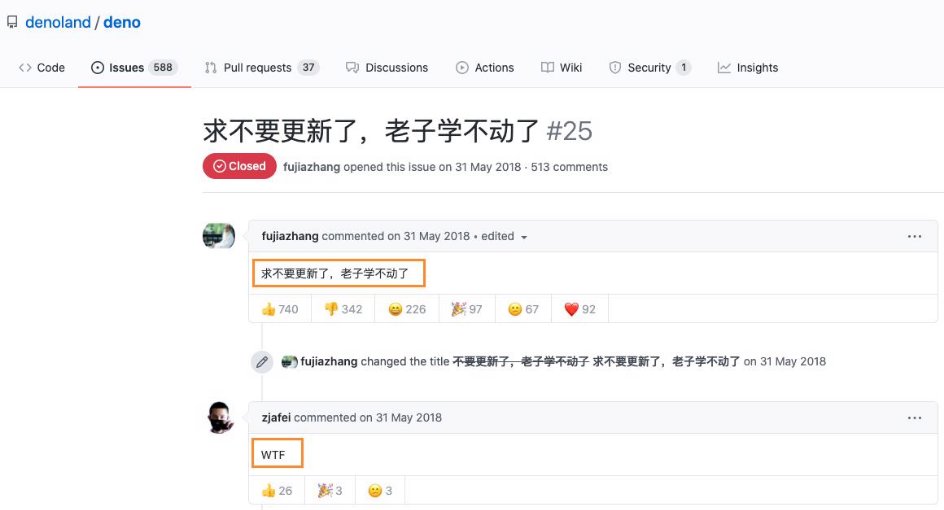 denoland / deno
Code Issues 588 Pull requests 37 Discussions Actions Wiki Security 1 Insights
求不要更新了，老子学不动了 #25
Closed fujiazhang opened this issue on 31 May 2018 · 513 comments
fujiazhang commented on 31 May 2018 • edited
求不要更新了，老子学不动了
740 342 226 97 67 92
fujiazhang changed the title 不要更新了，老子学不动了 求不要更新了，老子学不动了 on 31 May 2018
zjafei commented on 31 May 2018
WTF
26 3 3